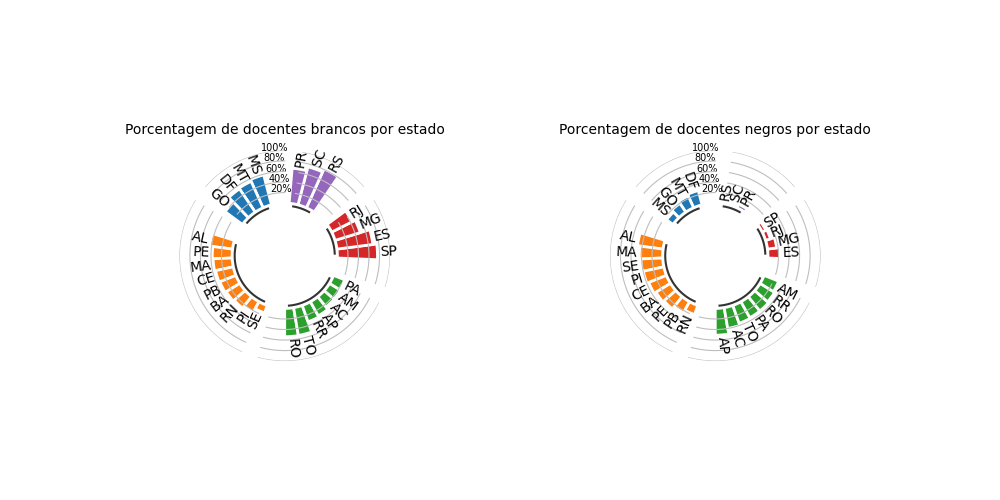 Porcentagem de docentes brancos por estado
100%
80%
60%
40%
20%
PR
SC
RS
RJ
MG
ES
SP
PA
AM
AC
AP
RR
TO
RO
SE
PI
RN
BA
PB
CE
MA
PE
AL
GO
DF
MT
MS
Porcentagem de docentes negros por estado
100%
80%
60%
40%
20%
RS
SC
PR
SP
RJ
MG
ES
AM
RR
RO
PA
TO
AC
AP
RN
PB
PE
BA
CE
PI
SE
MA
AL
MS
GO
MT
DF